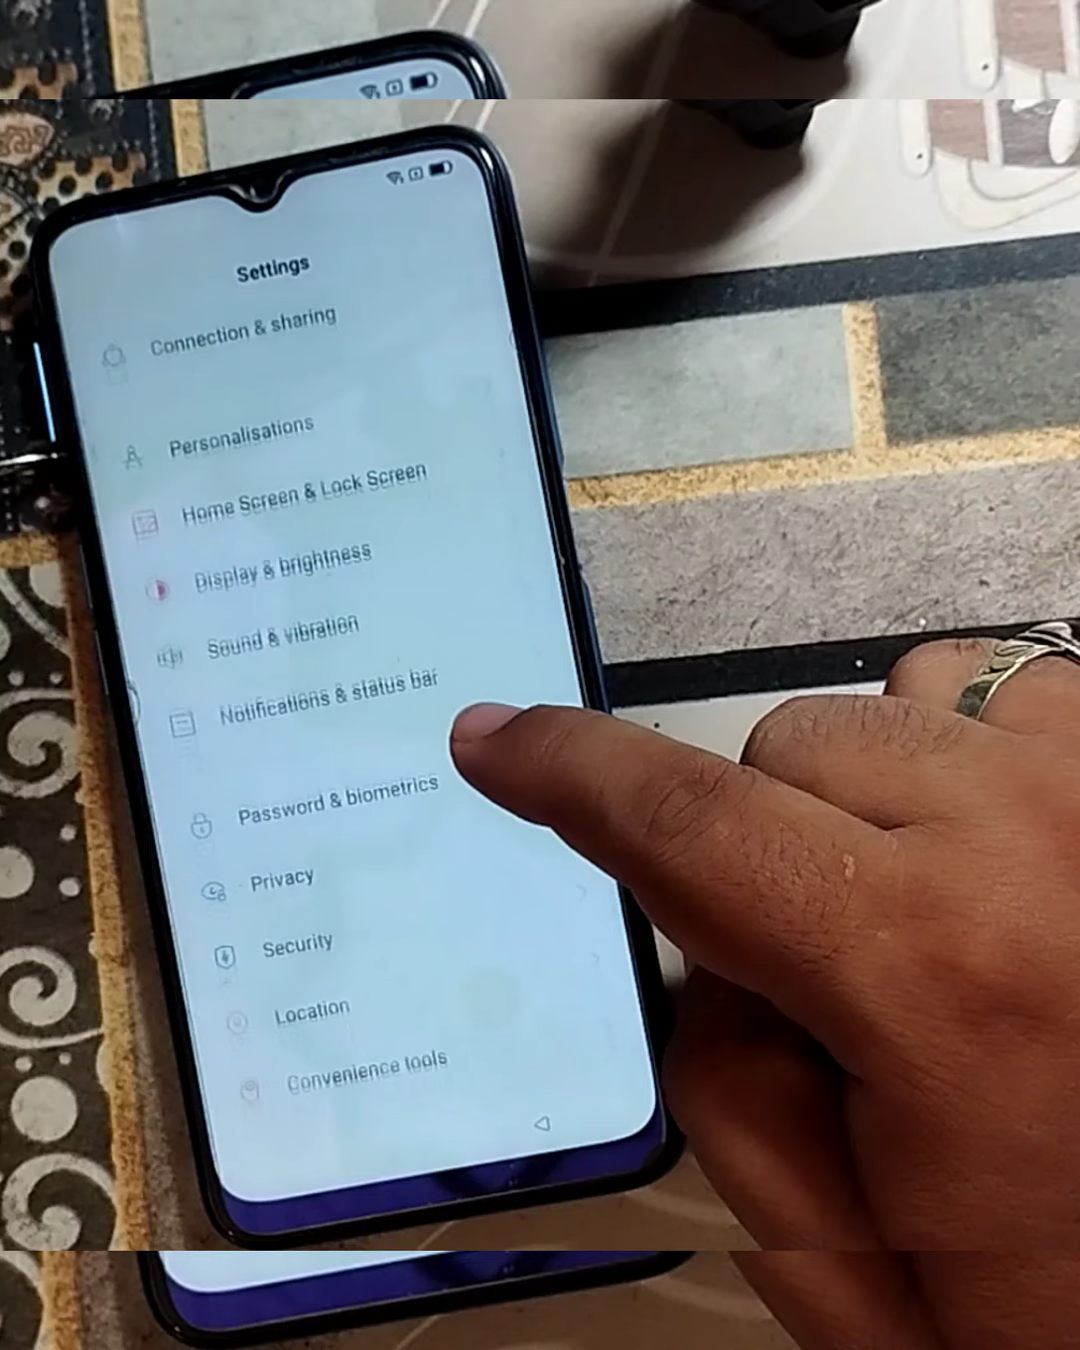 Settings
Connection & sharing
Personalisations
Home Screen & Lock Screen
Display & brightness
Sound & vibration
Notifications & status bar
Password & biometrics
Privacy
Security
Location
Convenience tools